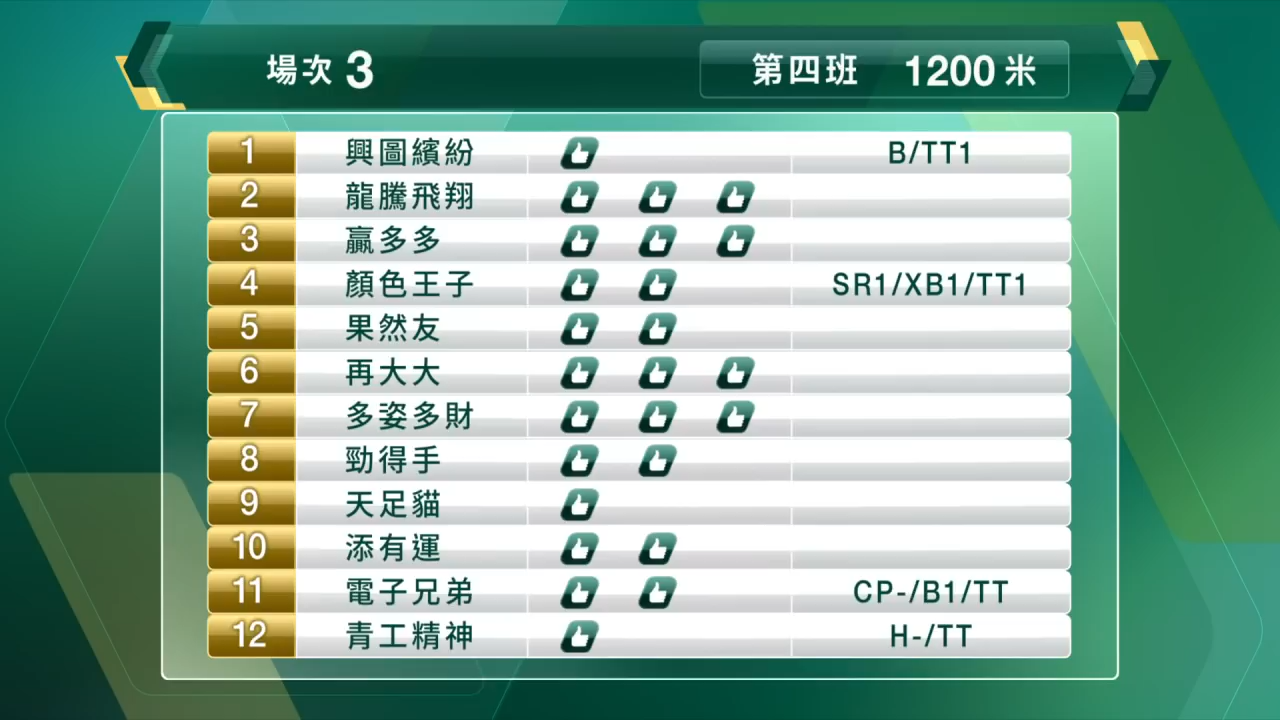 場次 3
第四班 1200 米
1 興圖繽紛 B/TT1
2 龍騰飛翔
3 贏多多
4 顏色王子 SR1/XB1/TT1
5 果然友
6 再大大
7 多姿多財
8 勁得手
9 天足貓
10 添有運
11 電子兄弟 CP-/B1/TT
12 青工精神 H-/TT